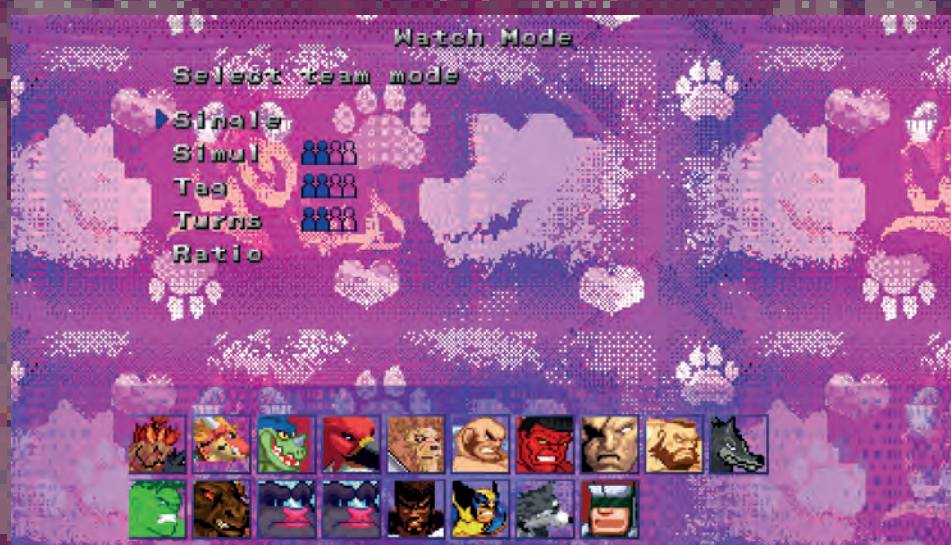 Watch Mode
Select team mode
Single
Simul
Tag
Turns
Ratio